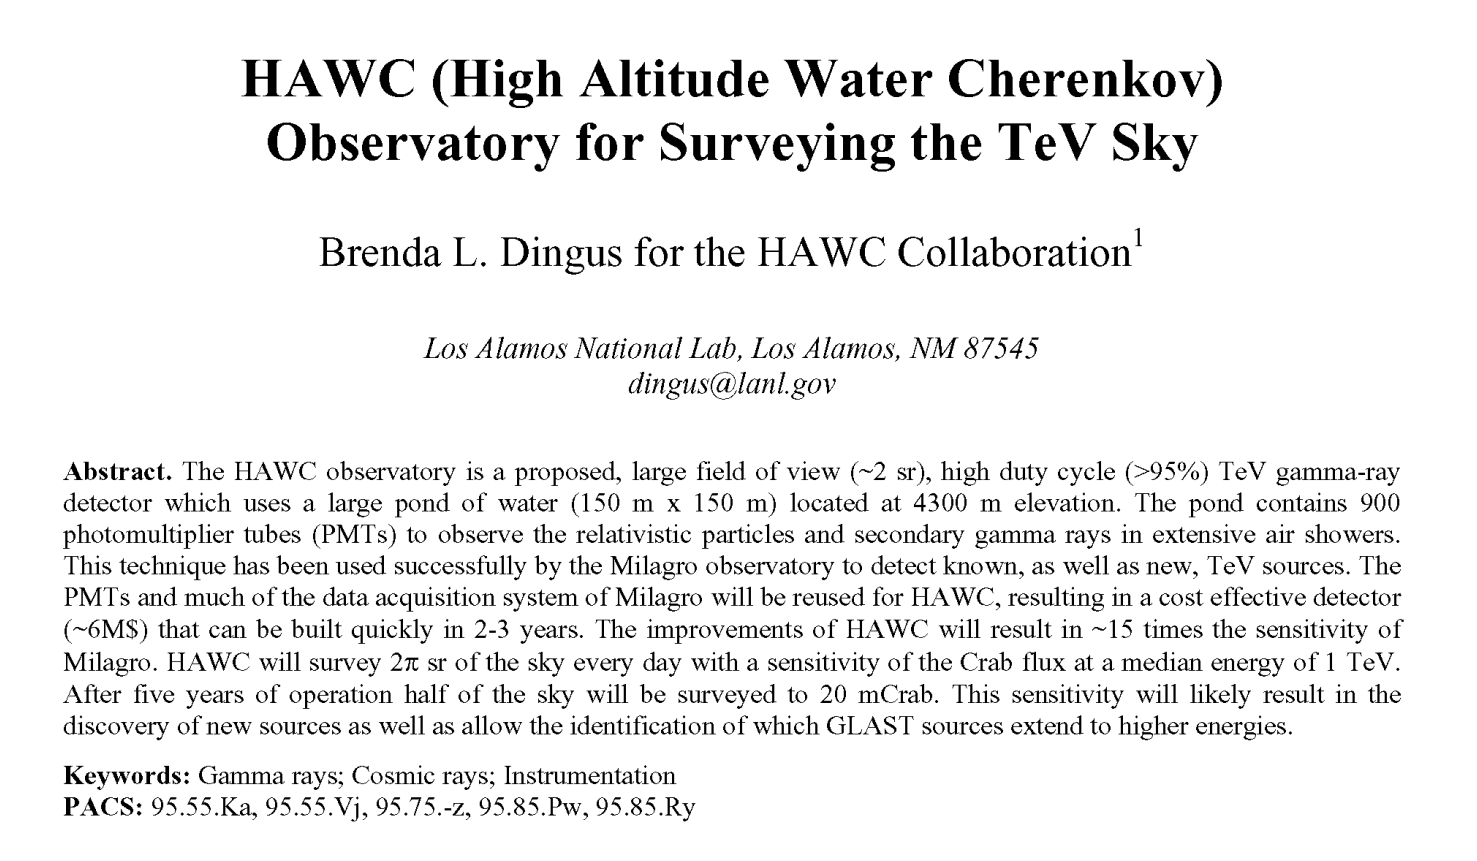 HAWC (High Altitude Water Cherenkov)
Observatory for Surveying the TeV Sky
Brenda L. Dingus for the HAWC Collaboration1
Los Alamos National Lab, Los Alamos, NM 87545
dingus@lanl.gov
Abstract. The HAWC observatory is a proposed, large field of view (~2 sr), high duty cycle (>95%) TeV gamma-ray
detector which uses a large pond of water (150 m x 150 m) located at 4300 m elevation. The pond contains 900
photomultiplier tubes (PMTs) to observe the relativistic particles and secondary gamma rays in extensive air showers.
This technique has been used successfully by the Milagro observatory to detect known, as well as new, TeV sources. The
PMTs and much of the data acquisition system of Milagro will be reused for HAWC, resulting in a cost effective detector
(~6M$) that can be built quickly in 2-3 years. The improvements of HAWC will result in ~15 times the sensitivity of
Milagro. HAWC will survey 2π sr of the sky every day with a sensitivity of the Crab flux at a median energy of 1 TeV.
After five years of operation half of the sky will be surveyed to 20 mCrab. This sensitivity will likely result in the
discovery of new sources as well as allow the identification of which GLAST sources extend to higher energies.
Keywords: Gamma rays; Cosmic rays; Instrumentation
PACS: 95.55.Ka, 95.55.Vj, 95.75.-z, 95.85.Pw, 95.85.Ry